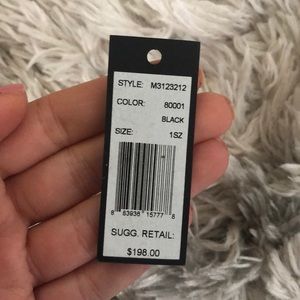 STYLE: M3123212
COLOR: 80001
BLACK
SIZE: 1SZ
8 83936 15777 8
SUGG. RETAIL:
$198.00